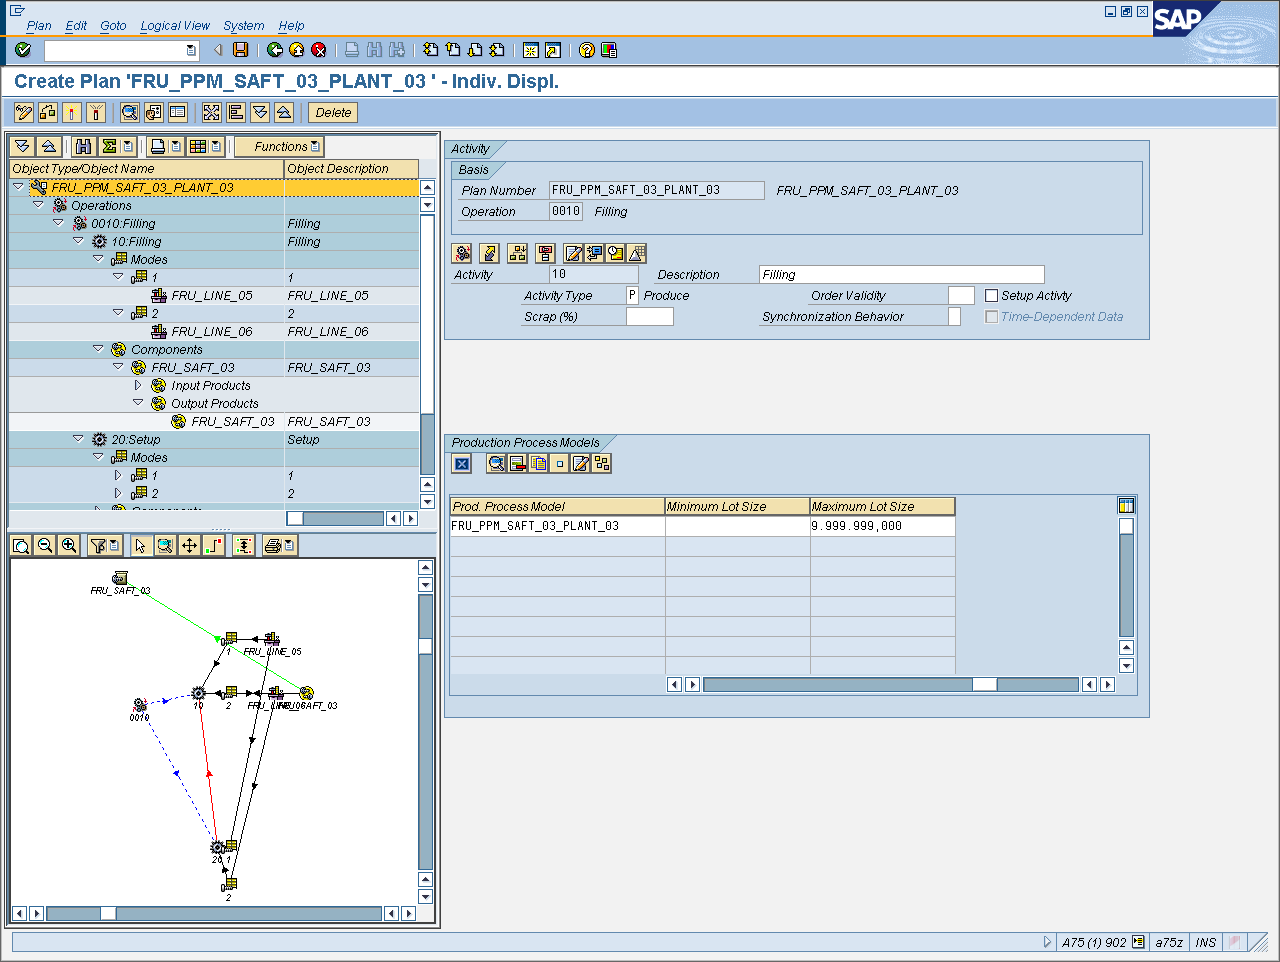 Plan Edit Goto Logical View System Help
SAP
Create Plan 'FRU_PPM_SAFT_03_PLANT_03 ' - Indiv. Displ.
Delete
Functions
Object Type/Object Name Object Description
FRU_PPM_SAFT_03_PLANT_03
Operations
0010:Filling Filling
10:Filling Filling
Modes
1 1
FRU_LINE_05 FRU_LINE_05
2 2
FRU_LINE_06 FRU_LINE_06
Components
FRU_SAFT_03 FRU_SAFT_03
Input Products
Output Products
FRU_SAFT_03 FRU_SAFT_03
20:Setup Setup
Modes
1 1
2 2
Components
Activity
Basis
Plan Number FRU_PPM_SAFT_03_PLANT_03 FRU_PPM_SAFT_03_PLANT_03
Operation 0010 Filling
Activity 10 Description Filling
Activity Type P Produce Order Validity Setup Activty
Scrap (%) Synchronization Behavior Time-Dependent Data
Production Process Models
Prod. Process Model Minimum Lot Size Maximum Lot Size
FRU_PPM_SAFT_03_PLANT_03 9.999.999,000
FRU_SAFT_03
1 FRU_LINE_05
10 2
0010
20 1
2
A75 (1) 902 a75z INS